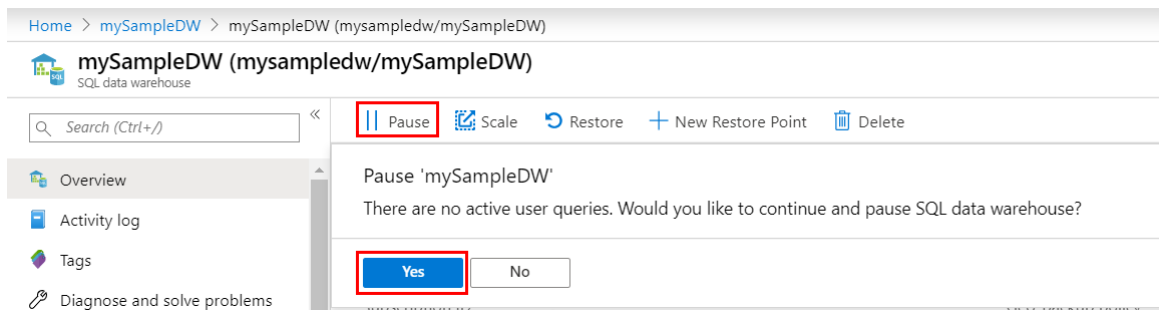 Home > mySampleDW > mySampleDW (mysampledw/mySampleDW)
mySampleDW (mysampledw/mySampleDW)
SQL data warehouse
Search (Ctrl+/)
«
Pause Scale Restore New Restore Point Delete
Overview
Activity log
Tags
Diagnose and solve problems
Pause 'mySampleDW'
There are no active user queries. Would you like to continue and pause SQL data warehouse?
Yes No